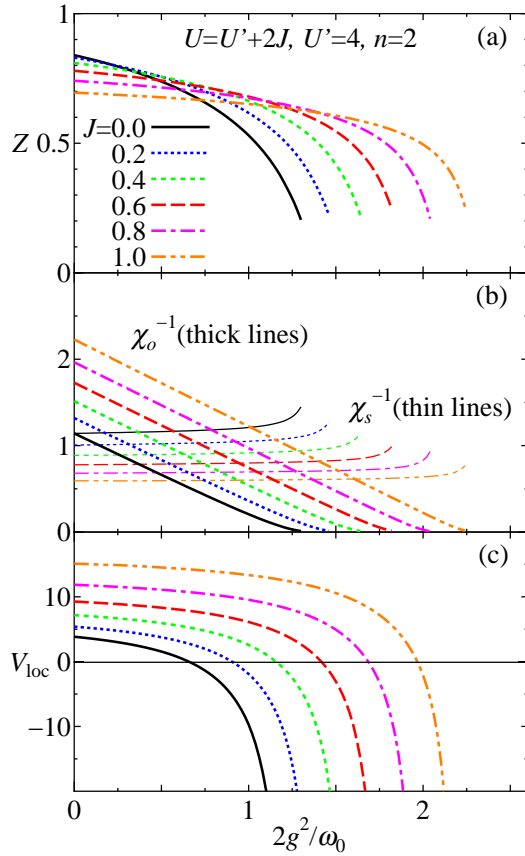 U=U'+2J, U'=4, n=2
(a)
1
Z 0.5
0
J=0.0
0.2
0.4
0.6
0.8
1.0
(b)
χₒ⁻¹(thick lines)
χₛ⁻¹(thin lines)
2
1
0
(c)
10
V_loc 0
−10
0 1 2
2g²/ω₀